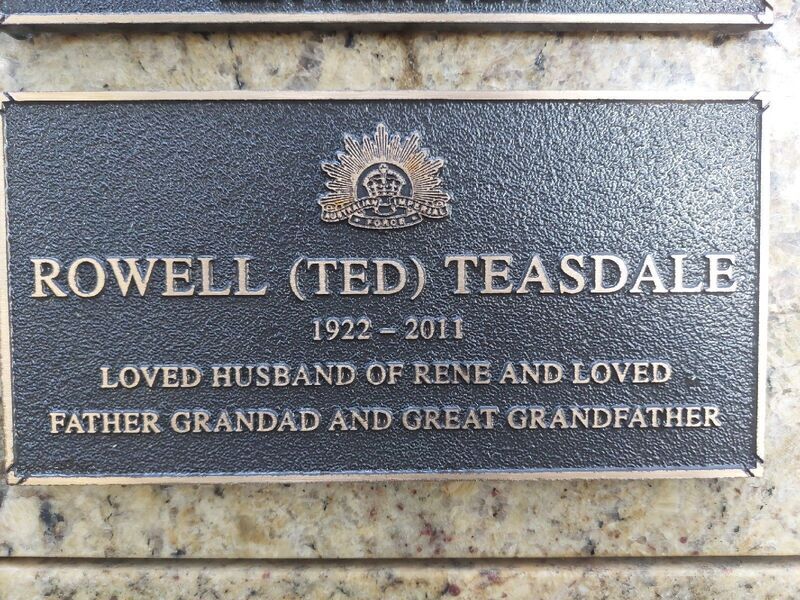 AUSTRALIAN IMPERIAL
FORCE
ROWELL (TED) TEASDALE
1922 – 2011
LOVED HUSBAND OF RENE AND LOVED
FATHER GRANDAD AND GREAT GRANDFATHER